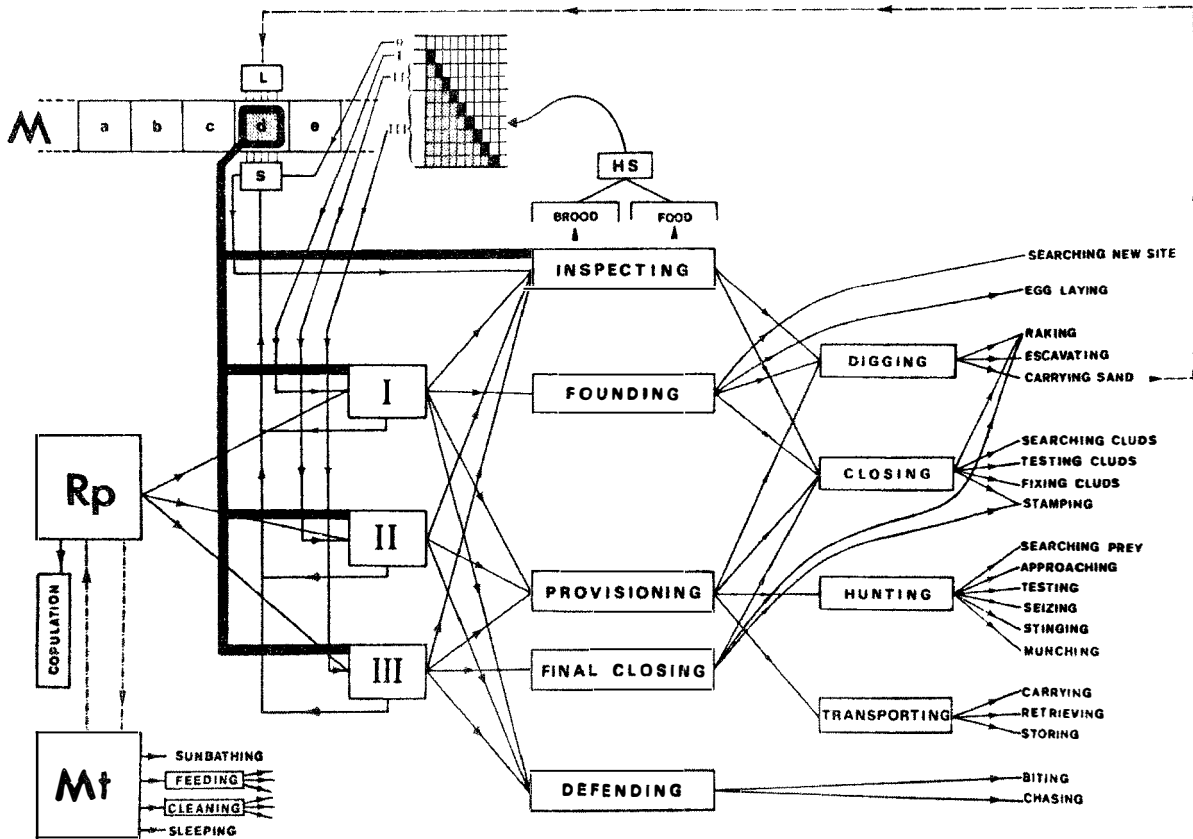 L
0
I
II
III
M
a
b
c
d
e
S
HS
BROOD
FOOD
INSPECTING
SEARCHING NEW SITE
EGG LAYING
RAKING
ESCAVATING
CARRYING SAND
DIGGING
I
FOUNDING
SEARCHING CLUDS
TESTING CLUDS
FIXING CLUDS
STAMPING
CLOSING
Rp
II
SEARCHING PREY
APPROACHING
TESTING
SEIZING
STINGING
MUNCHING
PROVISIONING
HUNTING
COPULATION
III
FINAL CLOSING
CARRYING
RETRIEVING
STORING
TRANSPORTING
Mt
SUNBATHING
FEEDING
CLEANING
SLEEPING
DEFENDING
BITING
CHASING